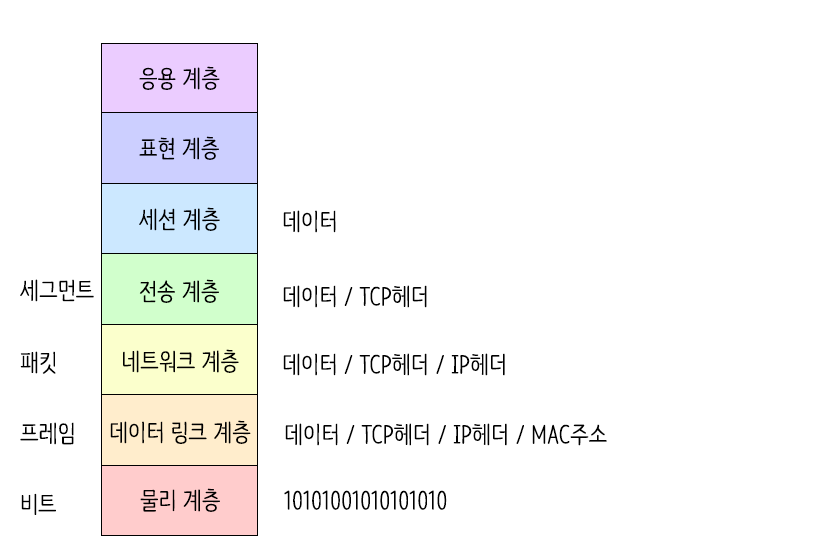 응용 계층
표현 계층
세션 계층 데이터
세그먼트 전송 계층 데이터 / TCP헤더
패킷 네트워크 계층 데이터 / TCP헤더 / IP헤더
프레임 데이터 링크 계층 데이터 / TCP헤더 / IP헤더 / MAC주소
비트 물리 계층 10101001010101010